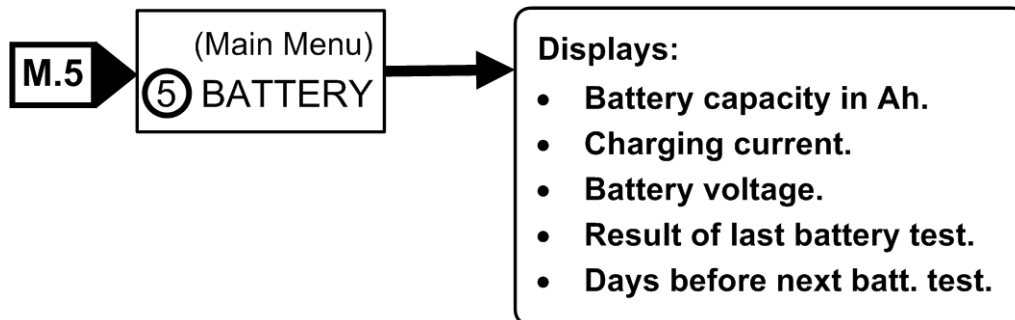 M.5
(Main Menu)
⑤ BATTERY
Displays:
• Battery capacity in Ah.
• Charging current.
• Battery voltage.
• Result of last battery test.
• Days before next batt. test.